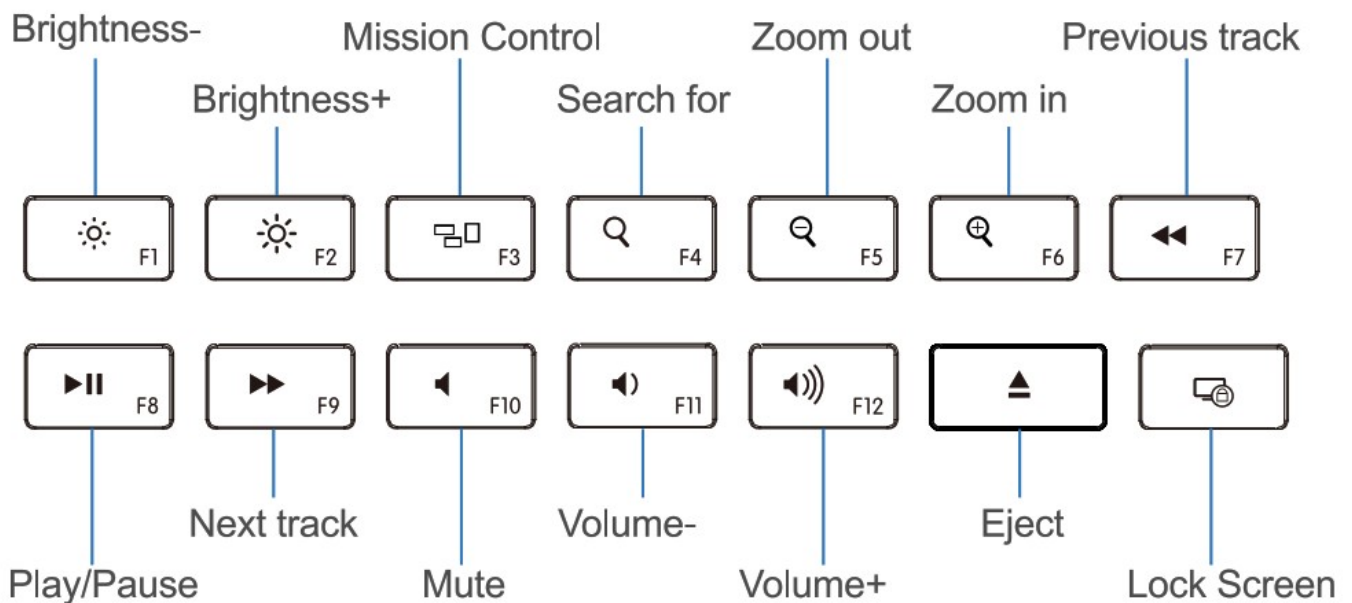 Brightness-
Mission Control
Zoom out
Previous track
Brightness+
Search for
Zoom in
F1
F2
F3
F4
F5
F6
F7
F8
F9
F10
F11
F12
Next track
Volume-
Eject
Play/Pause
Mute
Volume+
Lock Screen